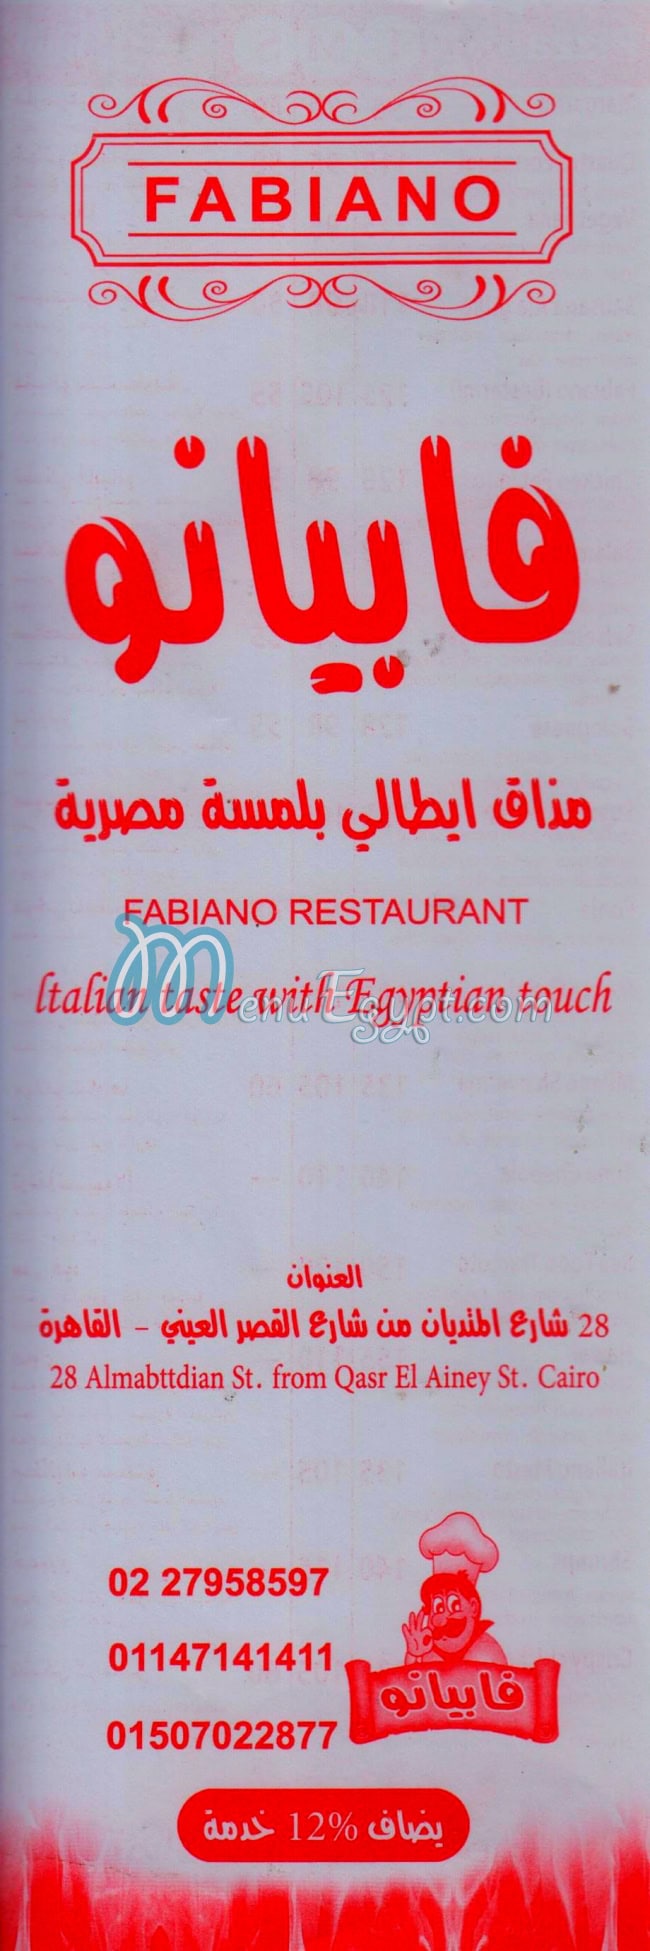 FABIANO
فابيانو
مذاق ايطالي بلمسة مصرية
FABIANO RESTAURANT
Italian taste with Egyptian touch
MenuEgypt.com
العنوان
28 شارع المتديان من شارع القصر العيني - القاهرة
28 Almabttdian St. from Qasr El Ainey St. Cairo
02 27958597
01147141411
01507022877
فابيانو
يضاف 12% خدمة